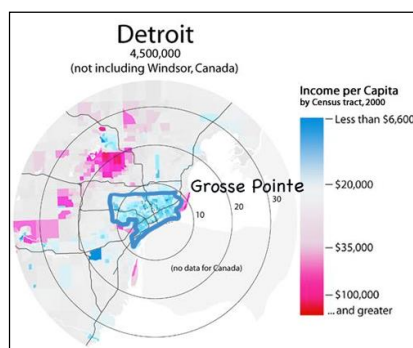 Detroit
4,500,000
(not including Windsor, Canada)
Income per Capita
by Census tract, 2000
Less than $6,600
$20,000
$35,000
$100,000
... and greater
Grosse Pointe
10
20
30
(no data for Canada)